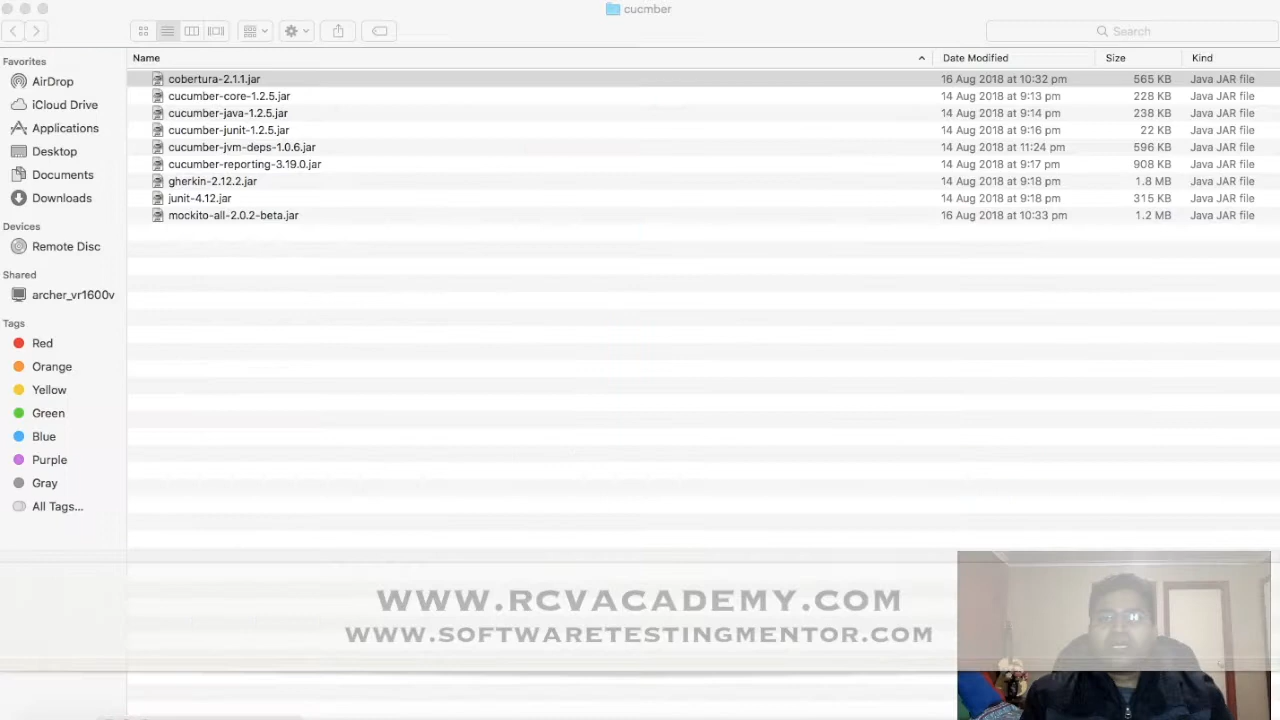 cucmber
Search
Favorites
AirDrop
iCloud Drive
Applications
Desktop
Documents
Downloads
Devices
Remote Disc
Shared
archer_vr1600v
Tags
Red
Orange
Yellow
Green
Blue
Purple
Gray
All Tags...
Name Date Modified Size Kind
cobertura-2.1.1.jar 16 Aug 2018 at 10:32 pm 565 KB Java JAR file
cucumber-core-1.2.5.jar 14 Aug 2018 at 9:13 pm 228 KB Java JAR file
cucumber-java-1.2.5.jar 14 Aug 2018 at 9:14 pm 238 KB Java JAR file
cucumber-junit-1.2.5.jar 14 Aug 2018 at 9:16 pm 22 KB Java JAR file
cucumber-jvm-deps-1.0.6.jar 14 Aug 2018 at 11:24 pm 596 KB Java JAR file
cucumber-reporting-3.19.0.jar 14 Aug 2018 at 9:17 pm 908 KB Java JAR file
gherkin-2.12.2.jar 14 Aug 2018 at 9:18 pm 1.8 MB Java JAR file
junit-4.12.jar 14 Aug 2018 at 9:18 pm 315 KB Java JAR file
mockito-all-2.0.2-beta.jar 16 Aug 2018 at 10:33 pm 1.2 MB Java JAR file
WWW.RCVACADEMY.COM
WWW.SOFTWARETESTINGMENTOR.COM